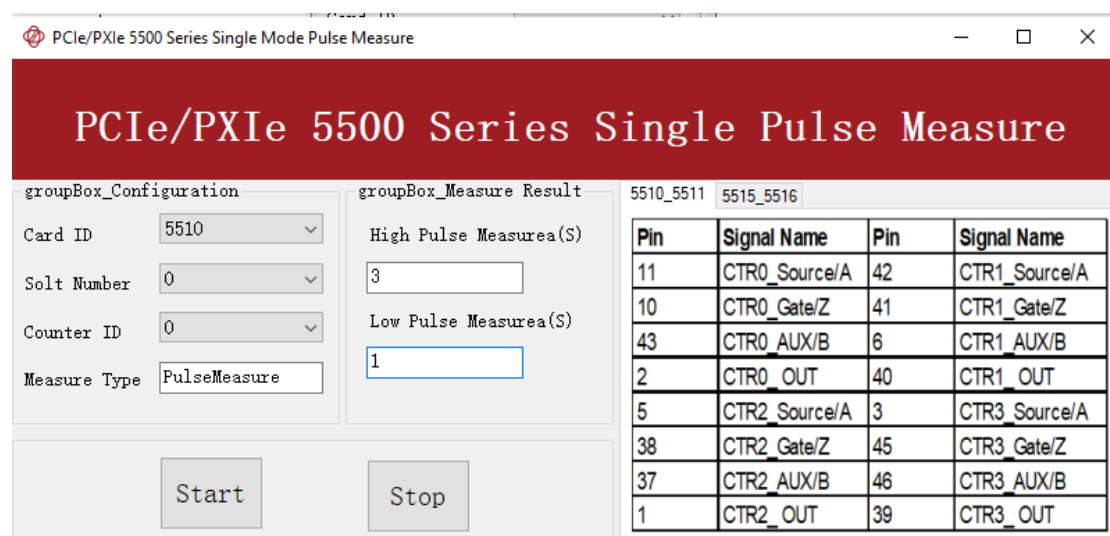 PCIe/PXIe 5500 Series Single Mode Pulse Measure
PCIe/PXIe 5500 Series Single Pulse Measure
groupBox_Configuration
Card ID 5510
Solt Number 0
Counter ID 0
Measure Type PulseMeasure
groupBox_Measure Result
High Pulse Measurea(S)
3
Low Pulse Measurea(S)
1
Start
Stop
5510_5511 5515_5516
Pin Signal Name Pin Signal Name
11 CTR0_Source/A 42 CTR1_Source/A
10 CTR0_Gate/Z 41 CTR1_Gate/Z
43 CTR0_AUX/B 6 CTR1_AUX/B
2 CTR0_OUT 40 CTR1_OUT
5 CTR2_Source/A 3 CTR3_Source/A
38 CTR2_Gate/Z 45 CTR3_Gate/Z
37 CTR2_AUX/B 46 CTR3_AUX/B
1 CTR2_OUT 39 CTR3_OUT